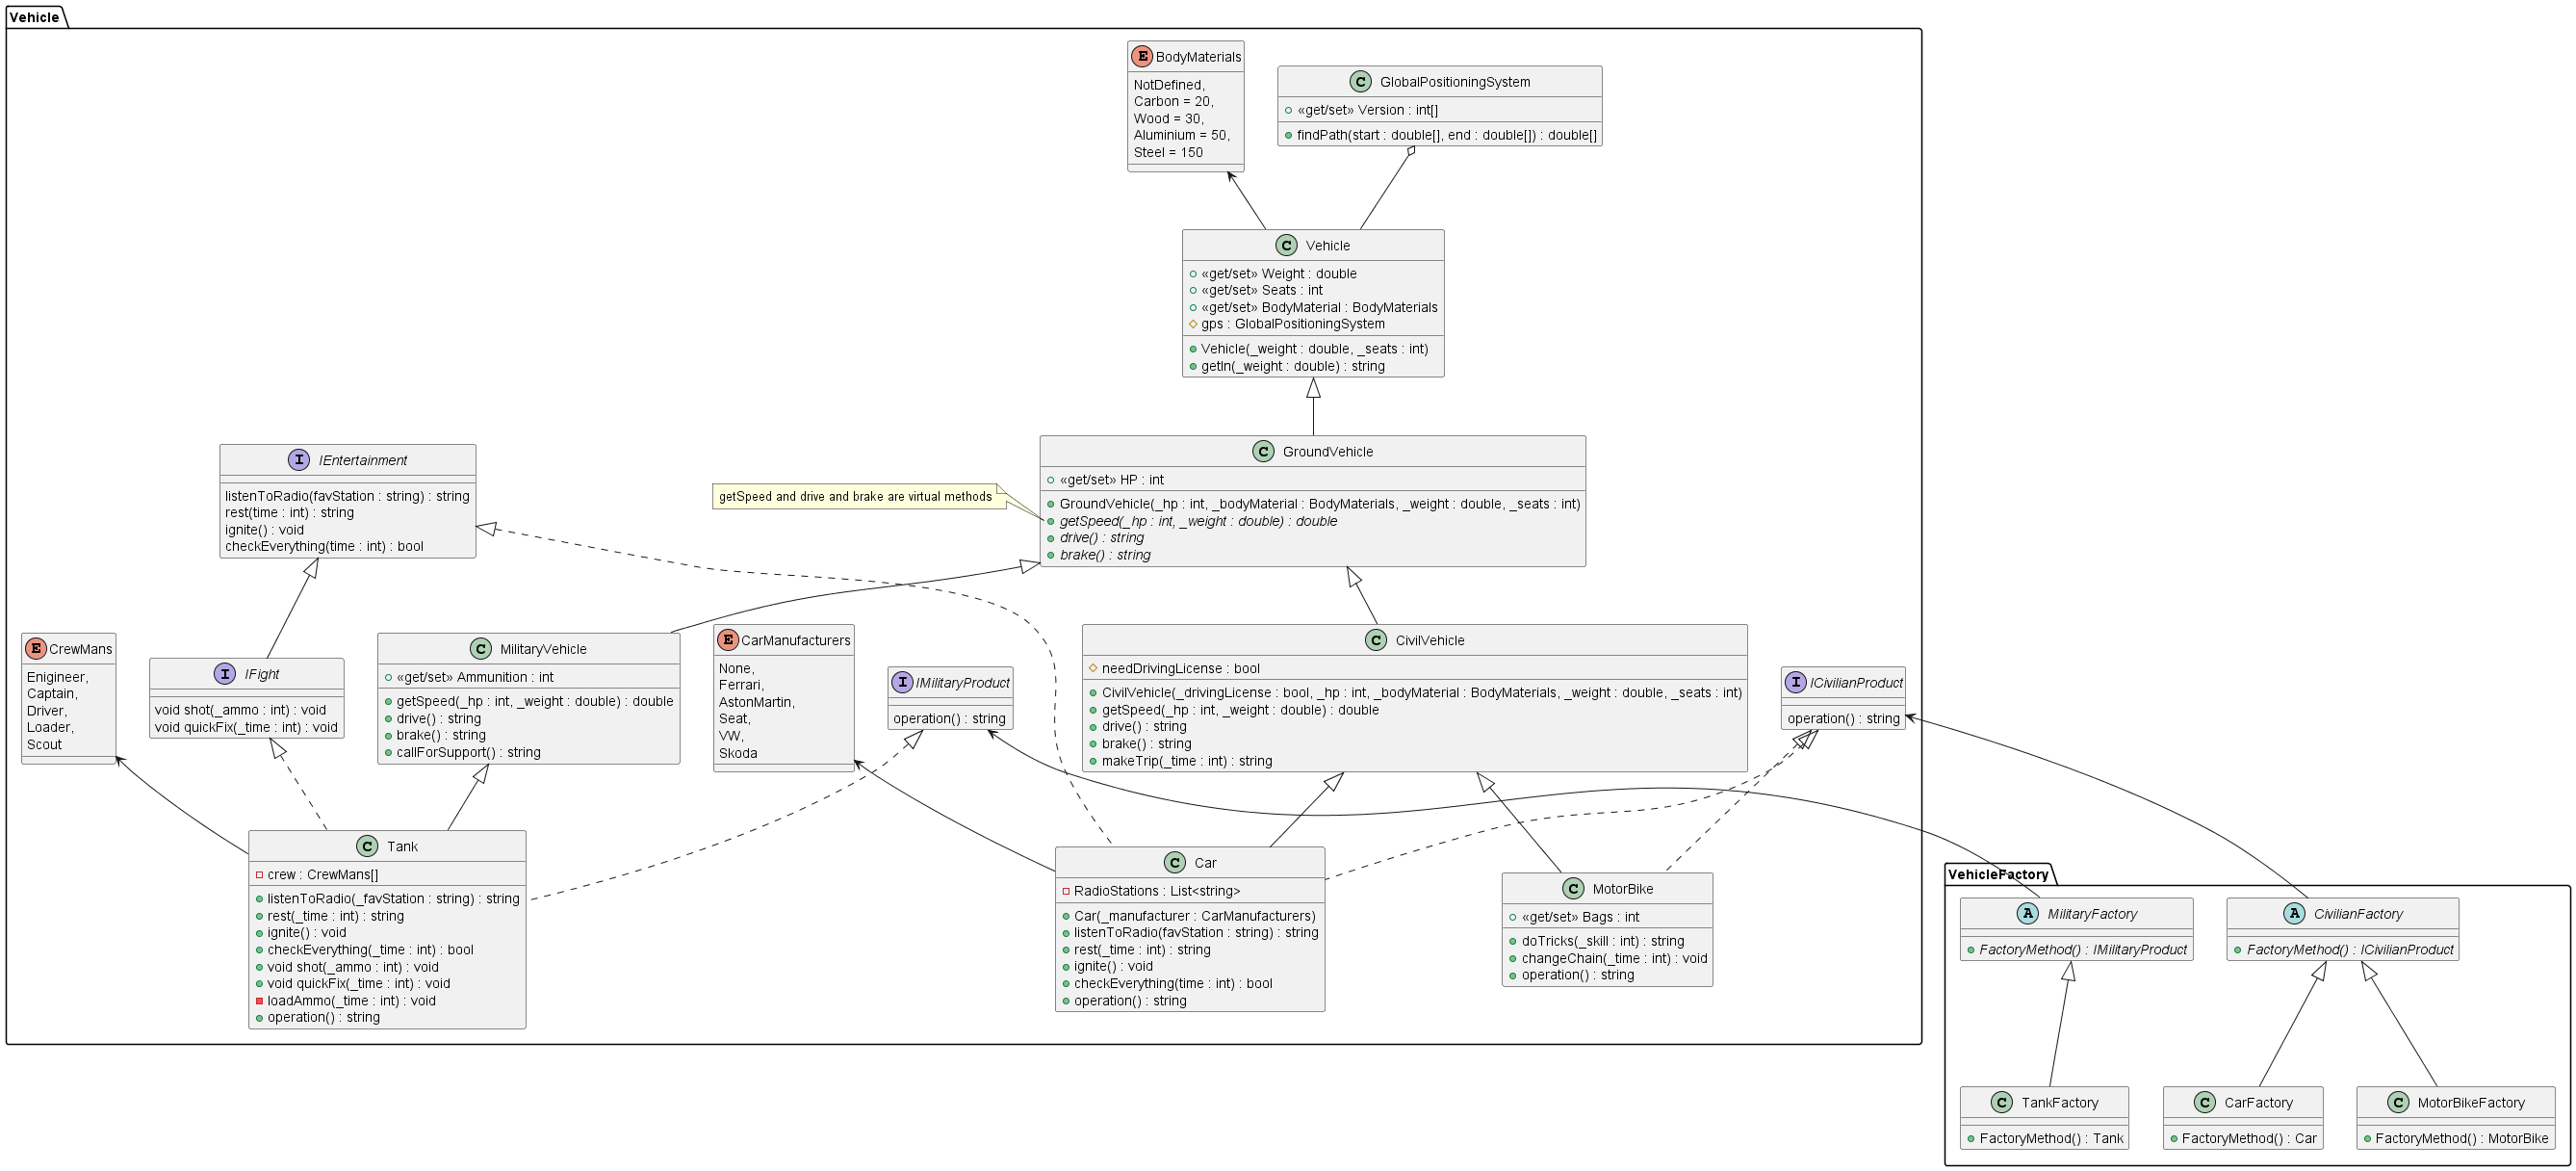 Vehicle
E BodyMaterials
NotDefined,
Carbon = 20,
Wood = 30,
Aluminium = 50,
Steel = 150
C GlobalPositioningSystem
«get/set» Version : int[]
findPath(start : double[], end : double[]) : double[]
C Vehicle
«get/set» Weight : double
«get/set» Seats : int
«get/set» BodyMaterial : BodyMaterials
gps : GlobalPositioningSystem
Vehicle(_weight : double, _seats : int)
getIn(_weight : double) : string
I IEntertainment
listenToRadio(favStation : string) : string
rest(time : int) : string
ignite() : void
checkEverything(time : int) : bool
getSpeed and drive and brake are virtual methods
C GroundVehicle
«get/set» HP : int
GroundVehicle(_hp : int, _bodyMaterial : BodyMaterials, _weight : double, _seats : int)
getSpeed(_hp : int, _weight : double) : double
drive() : string
brake() : string
E CrewMans
Enigineer,
Captain,
Driver,
Loader,
Scout
I IFight
void shot(_ammo : int) : void
void quickFix(_time : int) : void
C MilitaryVehicle
«get/set» Ammunition : int
getSpeed(_hp : int, _weight : double) : double
drive() : string
brake() : string
callForSupport() : string
E CarManufacturers
None,
Ferrari,
AstonMartin,
Seat,
VW,
Skoda
I IMilitaryProduct
operation() : string
C CivilVehicle
needDrivingLicense : bool
CivilVehicle(_drivingLicense : bool, _hp : int, _bodyMaterial : BodyMaterials, _weight : double, _seats : int)
getSpeed(_hp : int, _weight : double) : double
drive() : string
brake() : string
makeTrip(_time : int) : string
I ICivilianProduct
operation() : string
C Tank
crew : CrewMans[]
listenToRadio(_favStation : string) : string
rest(_time : int) : string
ignite() : void
checkEverything(_time : int) : bool
void shot(_ammo : int) : void
void quickFix(_time : int) : void
loadAmmo(_time : int) : void
operation() : string
C Car
RadioStations : List<string>
Car(_manufacturer : CarManufacturers)
listenToRadio(favStation : string) : string
rest(_time : int) : string
ignite() : void
checkEverything(time : int) : bool
operation() : string
C MotorBike
«get/set» Bags : int
doTricks(_skill : int) : string
changeChain(_time : int) : void
operation() : string
VehicleFactory
A MilitaryFactory
FactoryMethod() : IMilitaryProduct
A CivilianFactory
FactoryMethod() : ICivilianProduct
C TankFactory
FactoryMethod() : Tank
C CarFactory
FactoryMethod() : Car
C MotorBikeFactory
FactoryMethod() : MotorBike